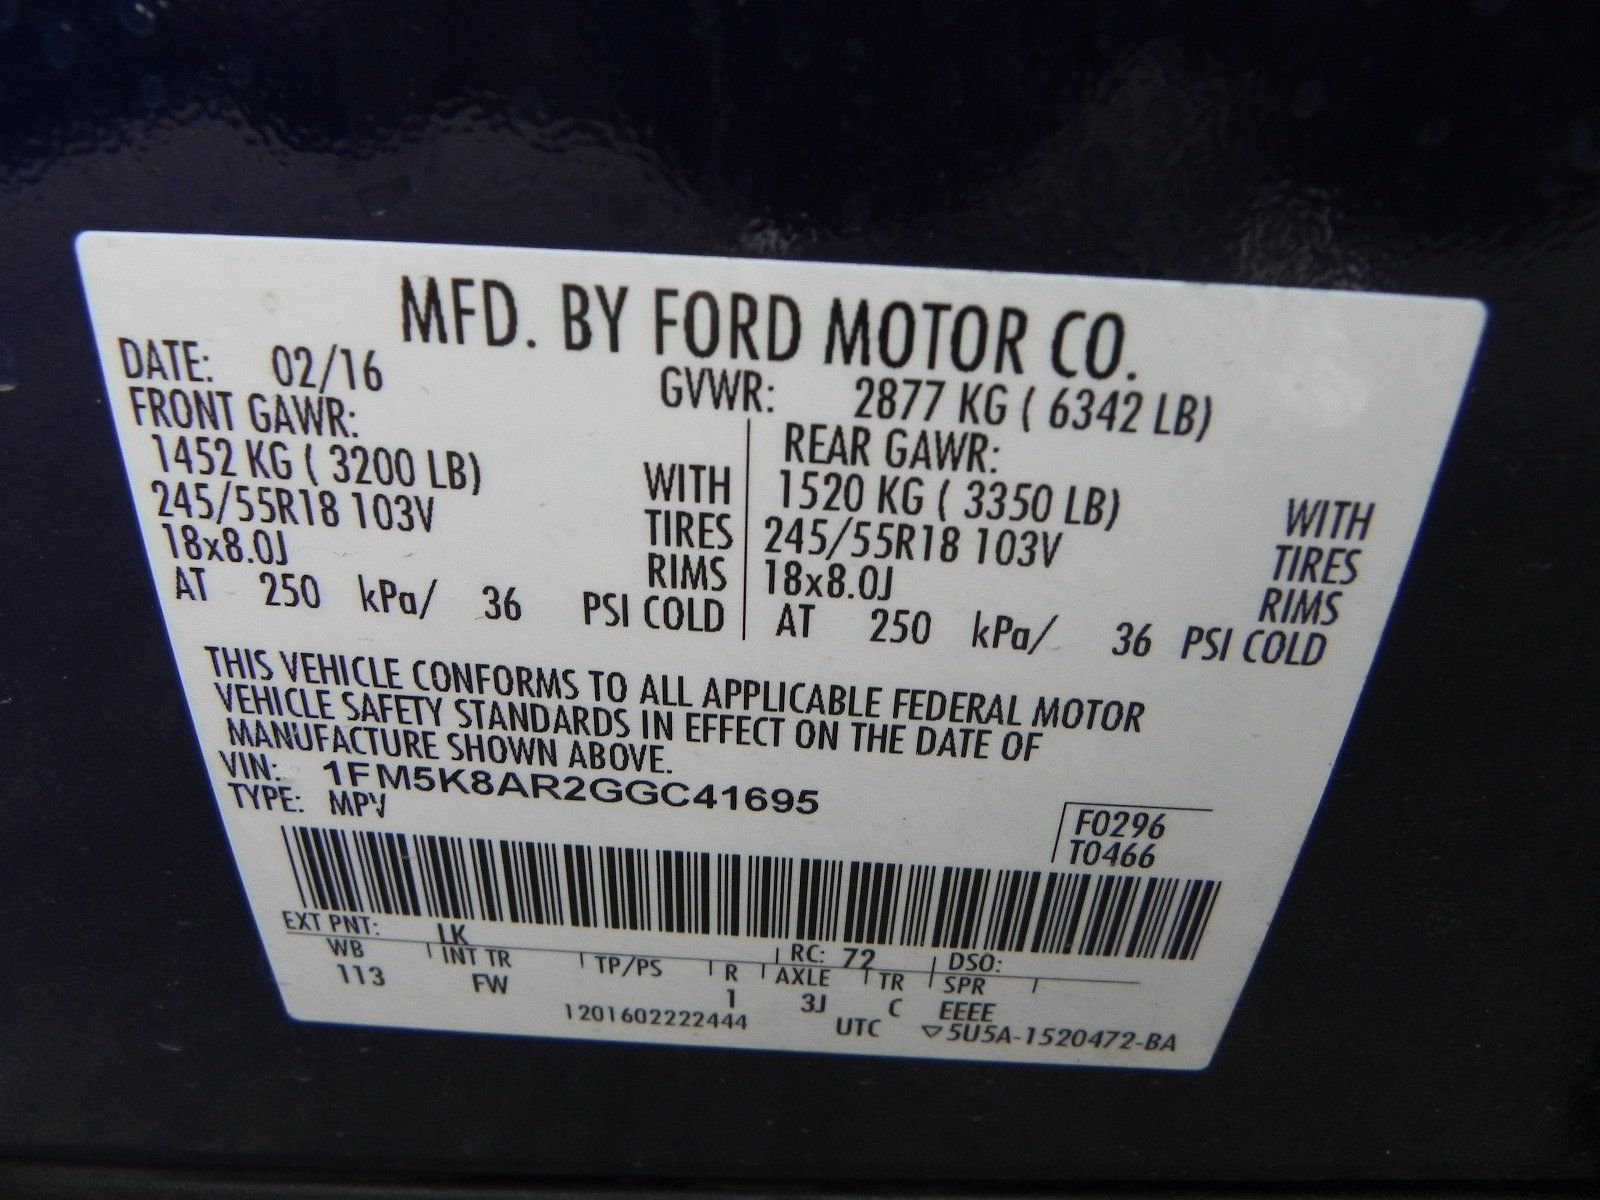 MFD. BY FORD MOTOR CO.
DATE: 02/16 GVWR: 2877 KG ( 6342 LB)
FRONT GAWR: REAR GAWR:
1452 KG ( 3200 LB) WITH 1520 KG ( 3350 LB) WITH
245/55R18 103V TIRES 245/55R18 103V TIRES
18x8.0J RIMS 18x8.0J RIMS
AT 250 kPa/ 36 PSI COLD AT 250 kPa/ 36 PSI COLD
THIS VEHICLE CONFORMS TO ALL APPLICABLE FEDERAL MOTOR
VEHICLE SAFETY STANDARDS IN EFFECT ON THE DATE OF
MANUFACTURE SHOWN ABOVE.
VIN: 1FM5K8AR2GGC41695
TYPE: MPV
F0296
T0466
EXT PNT: LK RC: 72 DSO:
WB INT TR TP/PS R AXLE TR SPR
113 FW 1 3J C EEEE
1201602222444 UTC ▽5U5A-1520472-BA